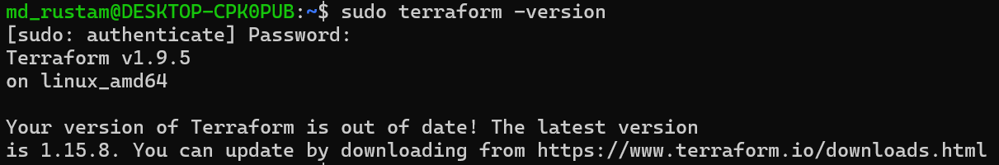 md_rustam@DESKTOP-CPK0PUB:~$ sudo terraform -version
[sudo: authenticate] Password:
Terraform v1.9.5
on linux_amd64
Your version of Terraform is out of date! The latest version
is 1.15.8. You can update by downloading from https://www.terraform.io/downloads.html